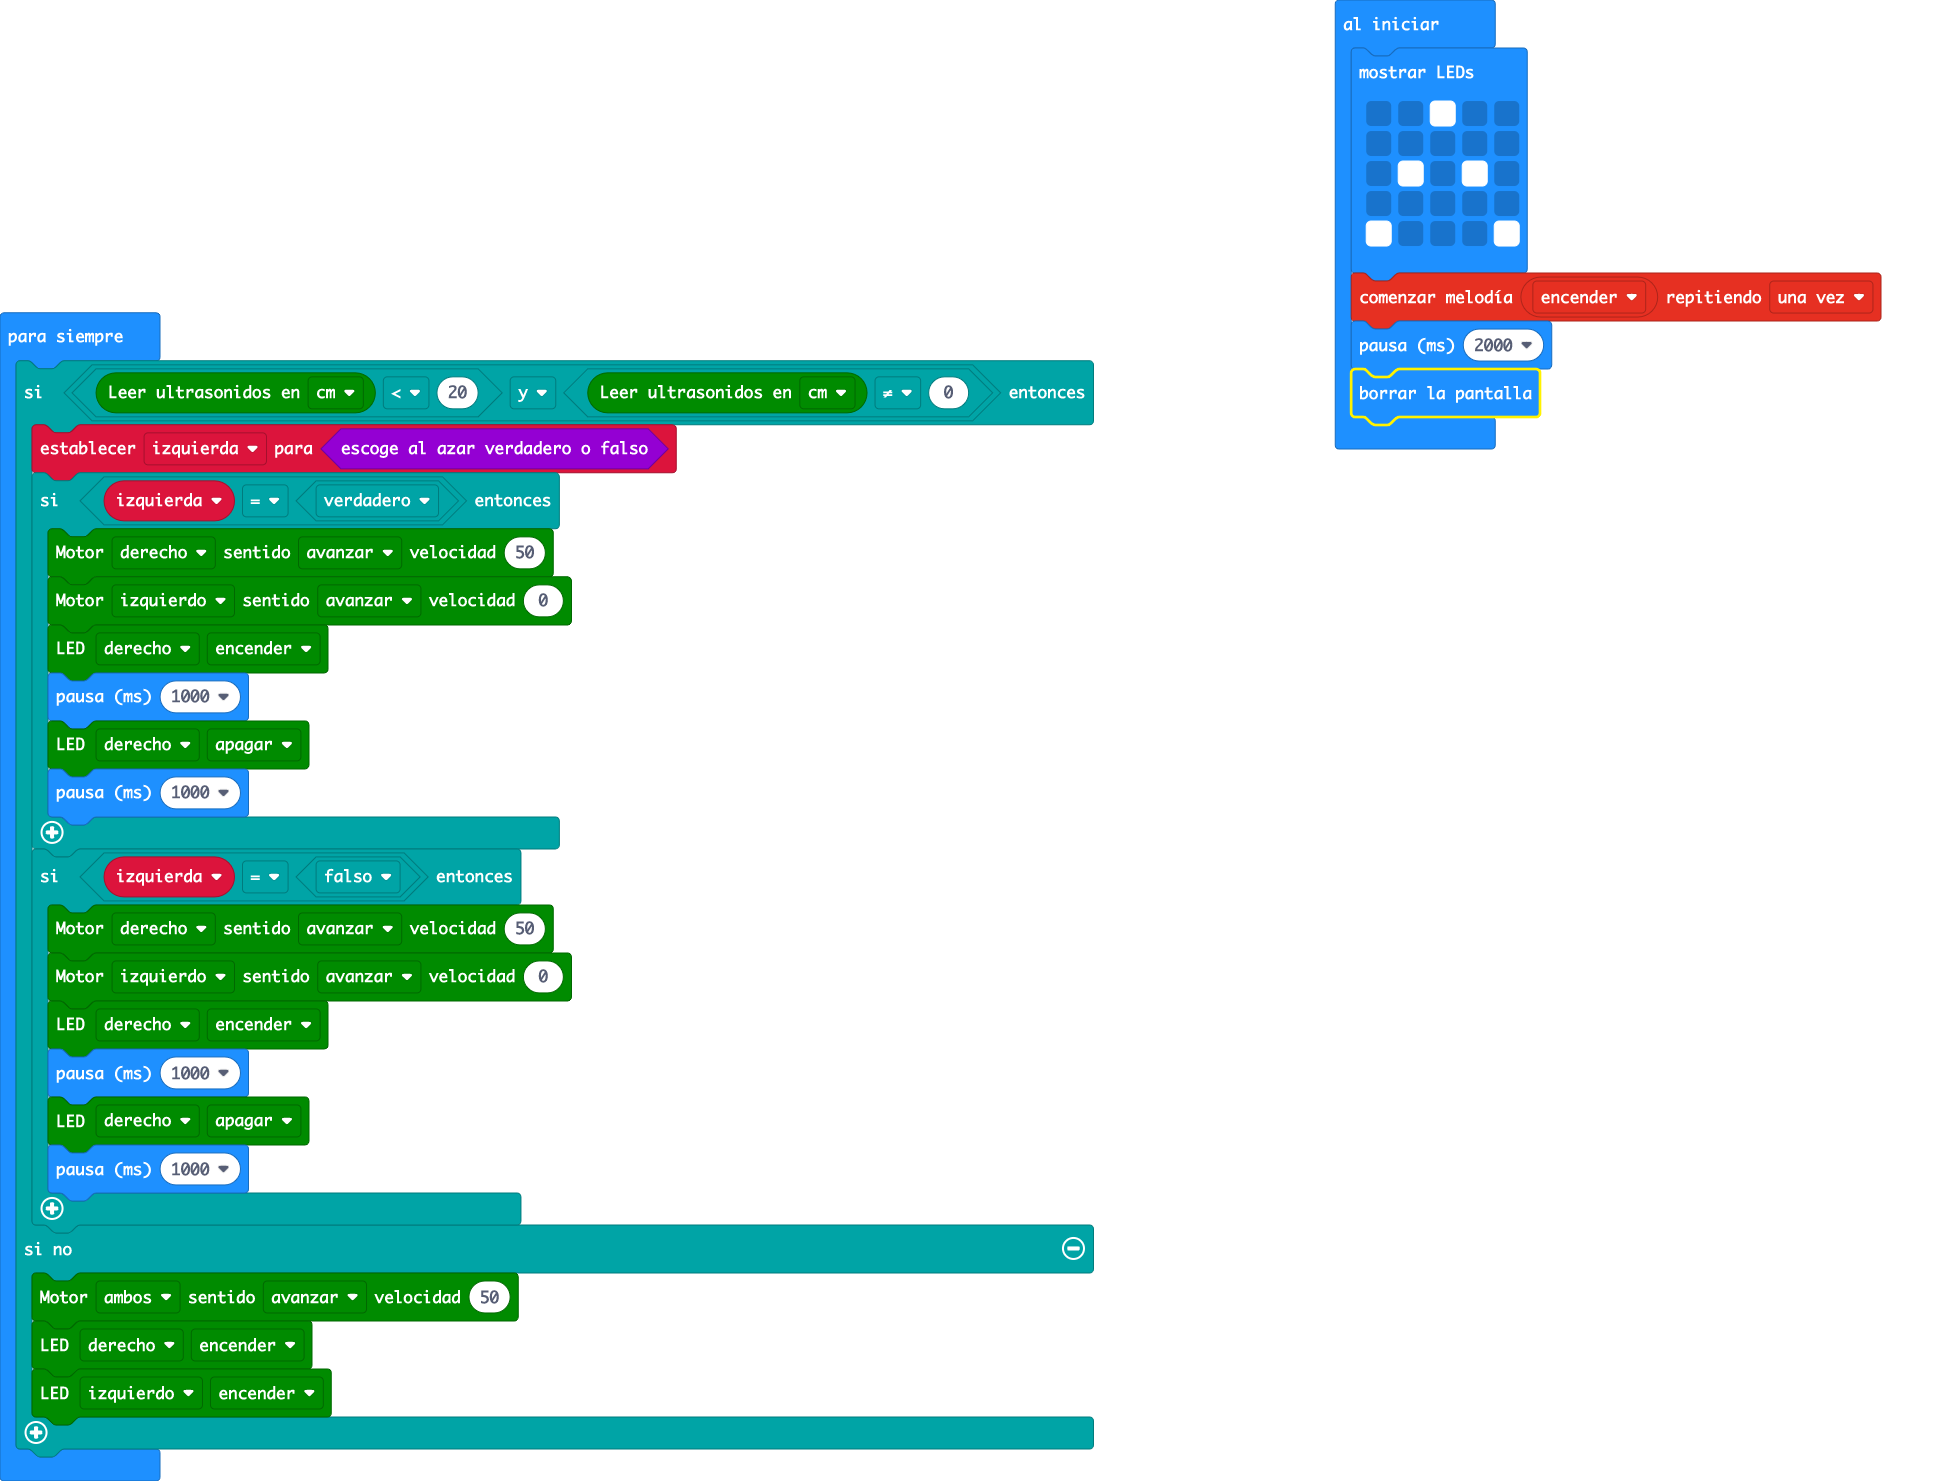 al iniciar
mostrar LEDs
comenzar melodía encender repitiendo una vez
pausa (ms) 2000
borrar la pantalla
para siempre
si Leer ultrasonidos en cm < 20 y Leer ultrasonidos en cm ≠ 0 entonces
establecer izquierda para escoge al azar verdadero o falso
si izquierda = verdadero entonces
Motor derecho sentido avanzar velocidad 50
Motor izquierdo sentido avanzar velocidad 0
LED derecho encender
pausa (ms) 1000
LED derecho apagar
pausa (ms) 1000
si izquierda = falso entonces
Motor derecho sentido avanzar velocidad 50
Motor izquierdo sentido avanzar velocidad 0
LED derecho encender
pausa (ms) 1000
LED derecho apagar
pausa (ms) 1000
si no
Motor ambos sentido avanzar velocidad 50
LED derecho encender
LED izquierdo encender